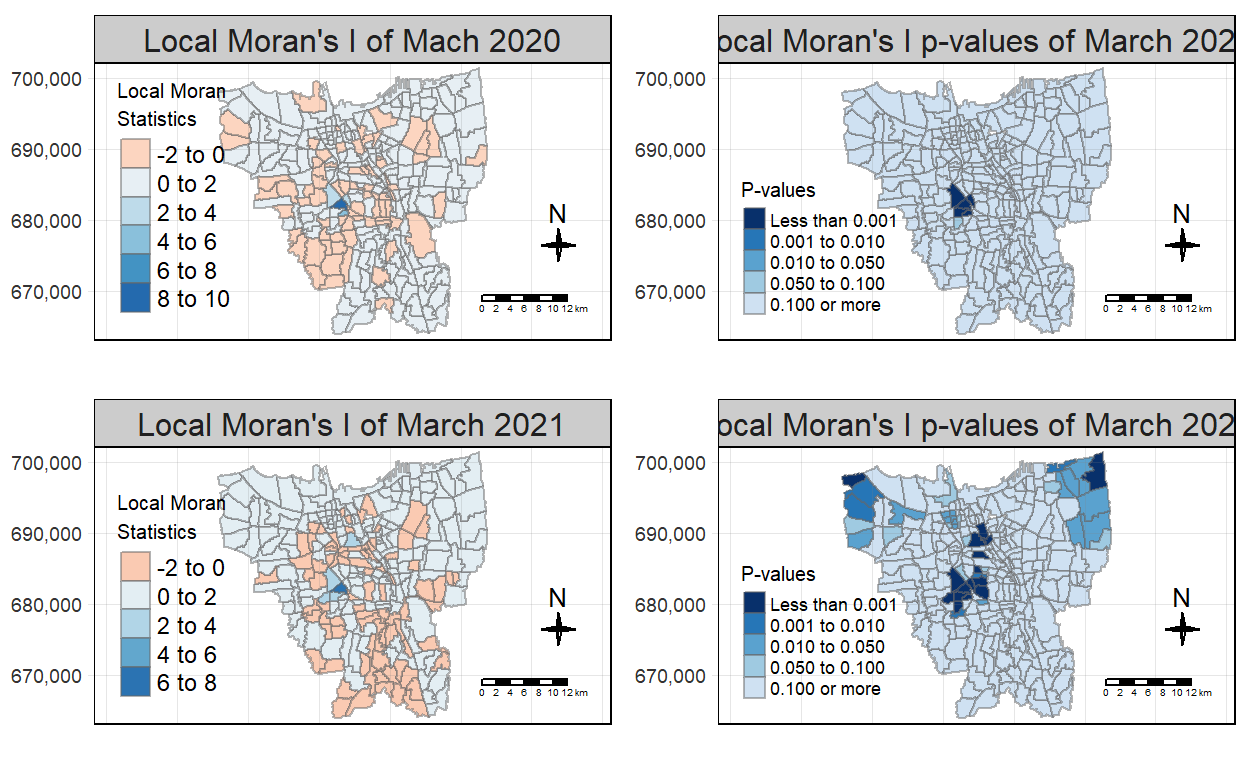 Local Moran's I of Mach 2020
700,000
690,000
680,000
670,000
Local Moran
Statistics
-2 to 0
0 to 2
2 to 4
4 to 6
6 to 8
8 to 10
N
0 2 4 6 8 10 12 km
ocal Moran's I p-values of March 202
700,000
690,000
680,000
670,000
P-values
Less than 0.001
0.001 to 0.010
0.010 to 0.050
0.050 to 0.100
0.100 or more
N
0 2 4 6 8 10 12 km
Local Moran's I of March 2021
700,000
690,000
680,000
670,000
Local Moran
Statistics
-2 to 0
0 to 2
2 to 4
4 to 6
6 to 8
N
0 2 4 6 8 10 12 km
ocal Moran's I p-values of March 202
700,000
690,000
680,000
670,000
P-values
Less than 0.001
0.001 to 0.010
0.010 to 0.050
0.050 to 0.100
0.100 or more
N
0 2 4 6 8 10 12 km